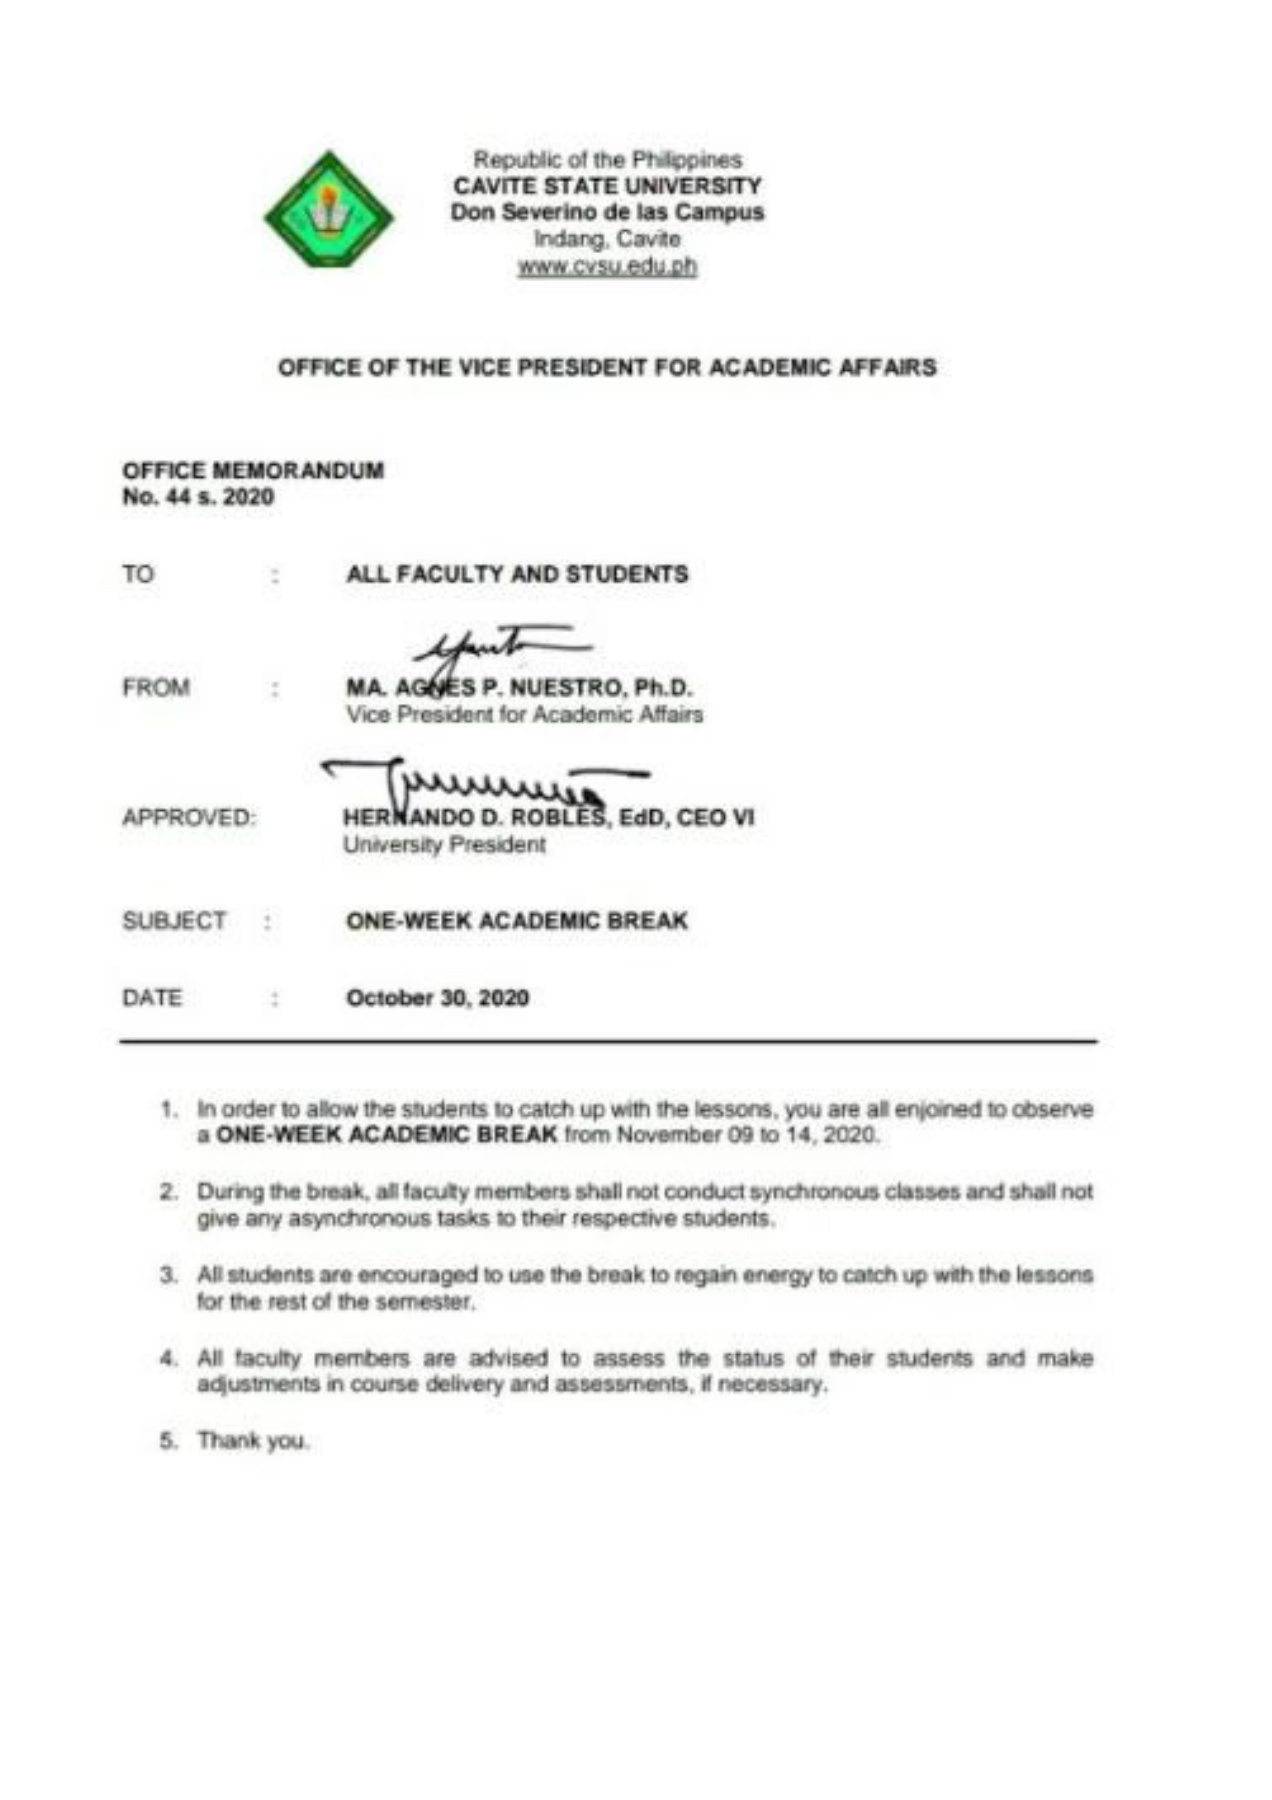 Republic of the Philippines
CAVITE STATE UNIVERSITY
Don Severino de las Campus
Indang, Cavite
www.cvsu.edu.ph
OFFICE OF THE VICE PRESIDENT FOR ACADEMIC AFFAIRS
OFFICE MEMORANDUM
No. 44 s. 2020
TO : ALL FACULTY AND STUDENTS
FROM : MA. AGNES P. NUESTRO, Ph.D.
Vice President for Academic Affairs
APPROVED: HERNANDO D. ROBLES, EdD, CEO VI
University President
SUBJECT : ONE-WEEK ACADEMIC BREAK
DATE : October 30, 2020
1. In order to allow the students to catch up with the lessons, you are all enjoined to observe
a ONE-WEEK ACADEMIC BREAK from November 09 to 14, 2020.
2. During the break, all faculty members shall not conduct synchronous classes and shall not
give any asynchronous tasks to their respective students.
3. All students are encouraged to use the break to regain energy to catch up with the lessons
for the rest of the semester.
4. All faculty members are advised to assess the status of their students and make
adjustments in course delivery and assessments, if necessary.
5. Thank you.